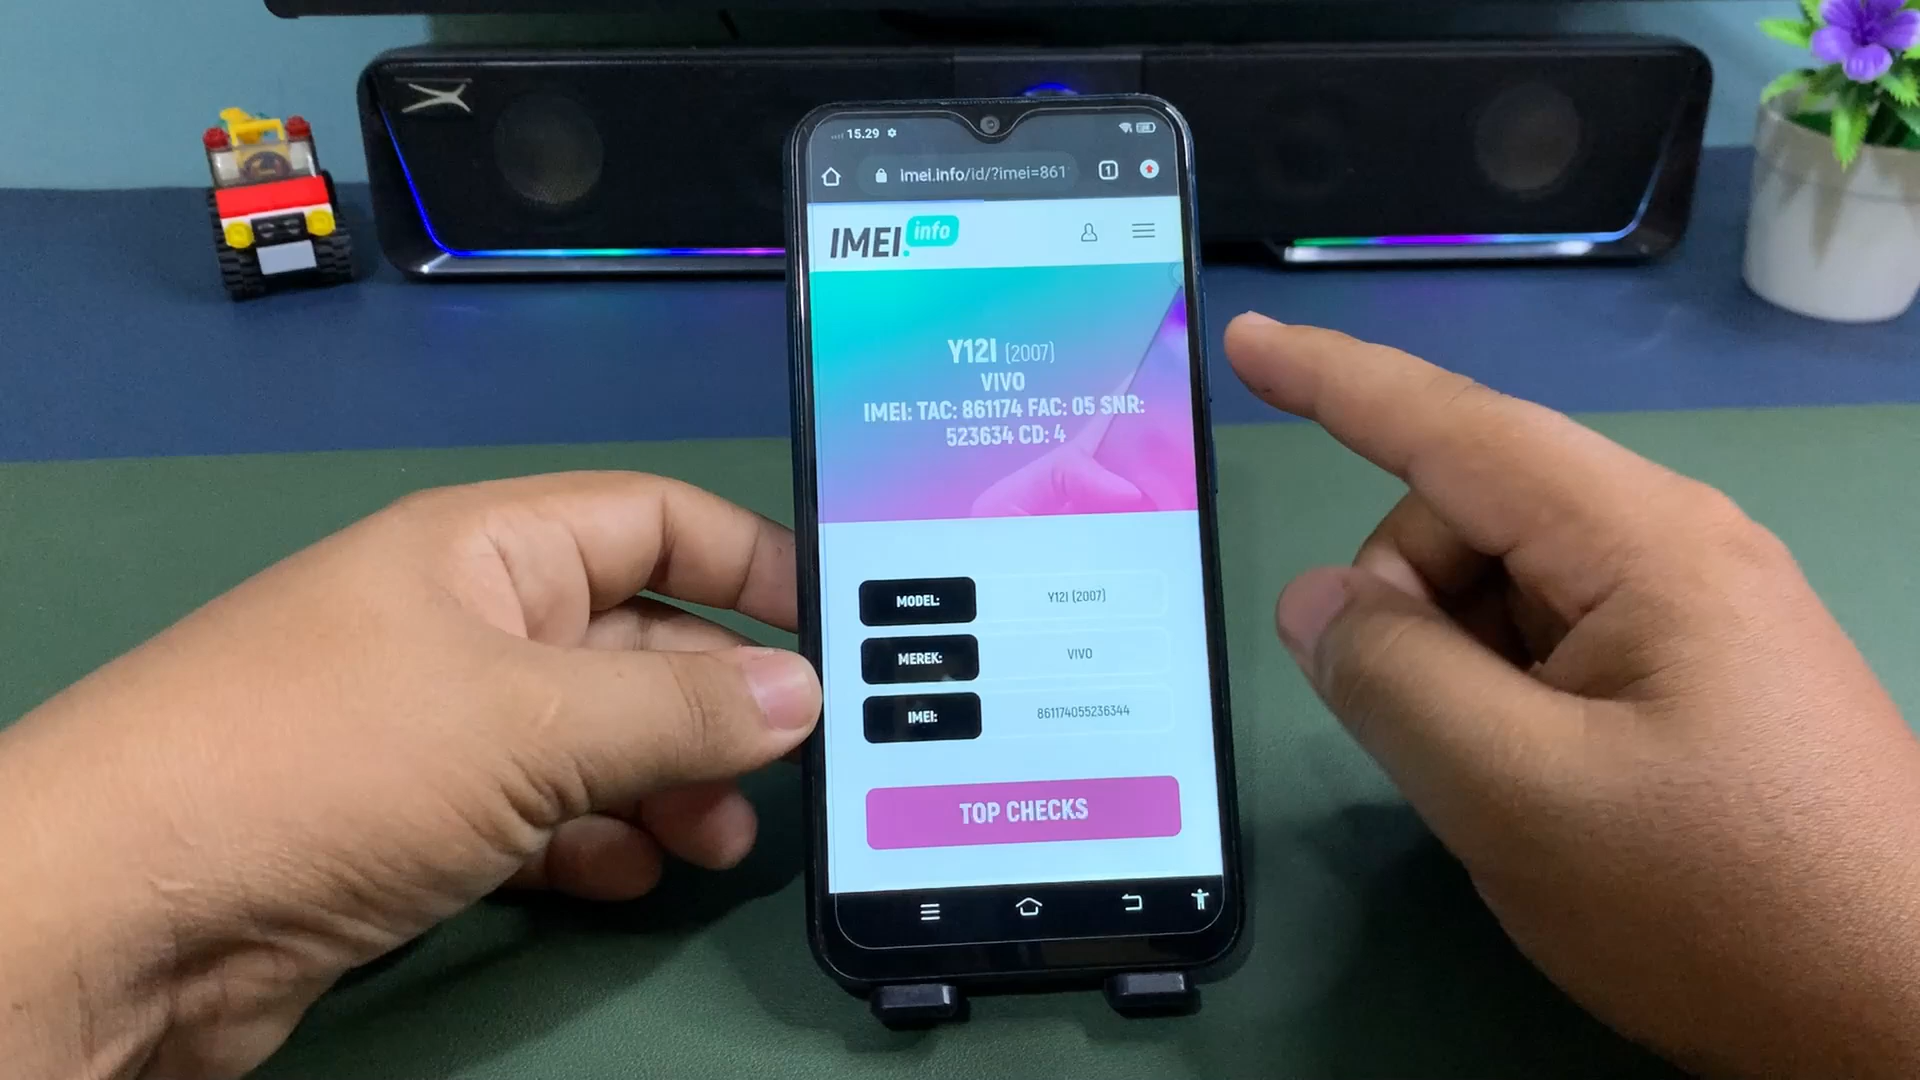 15.29
imei.info/id/?imei=861
1
IMEI.info
Y12I (2007)
VIVO
IMEI: TAC: 861174 FAC: 05 SNR:
523634 CD: 4
MODEL: Y12I (2007)
MEREK: VIVO
IMEI: 861174055236344
TOP CHECKS